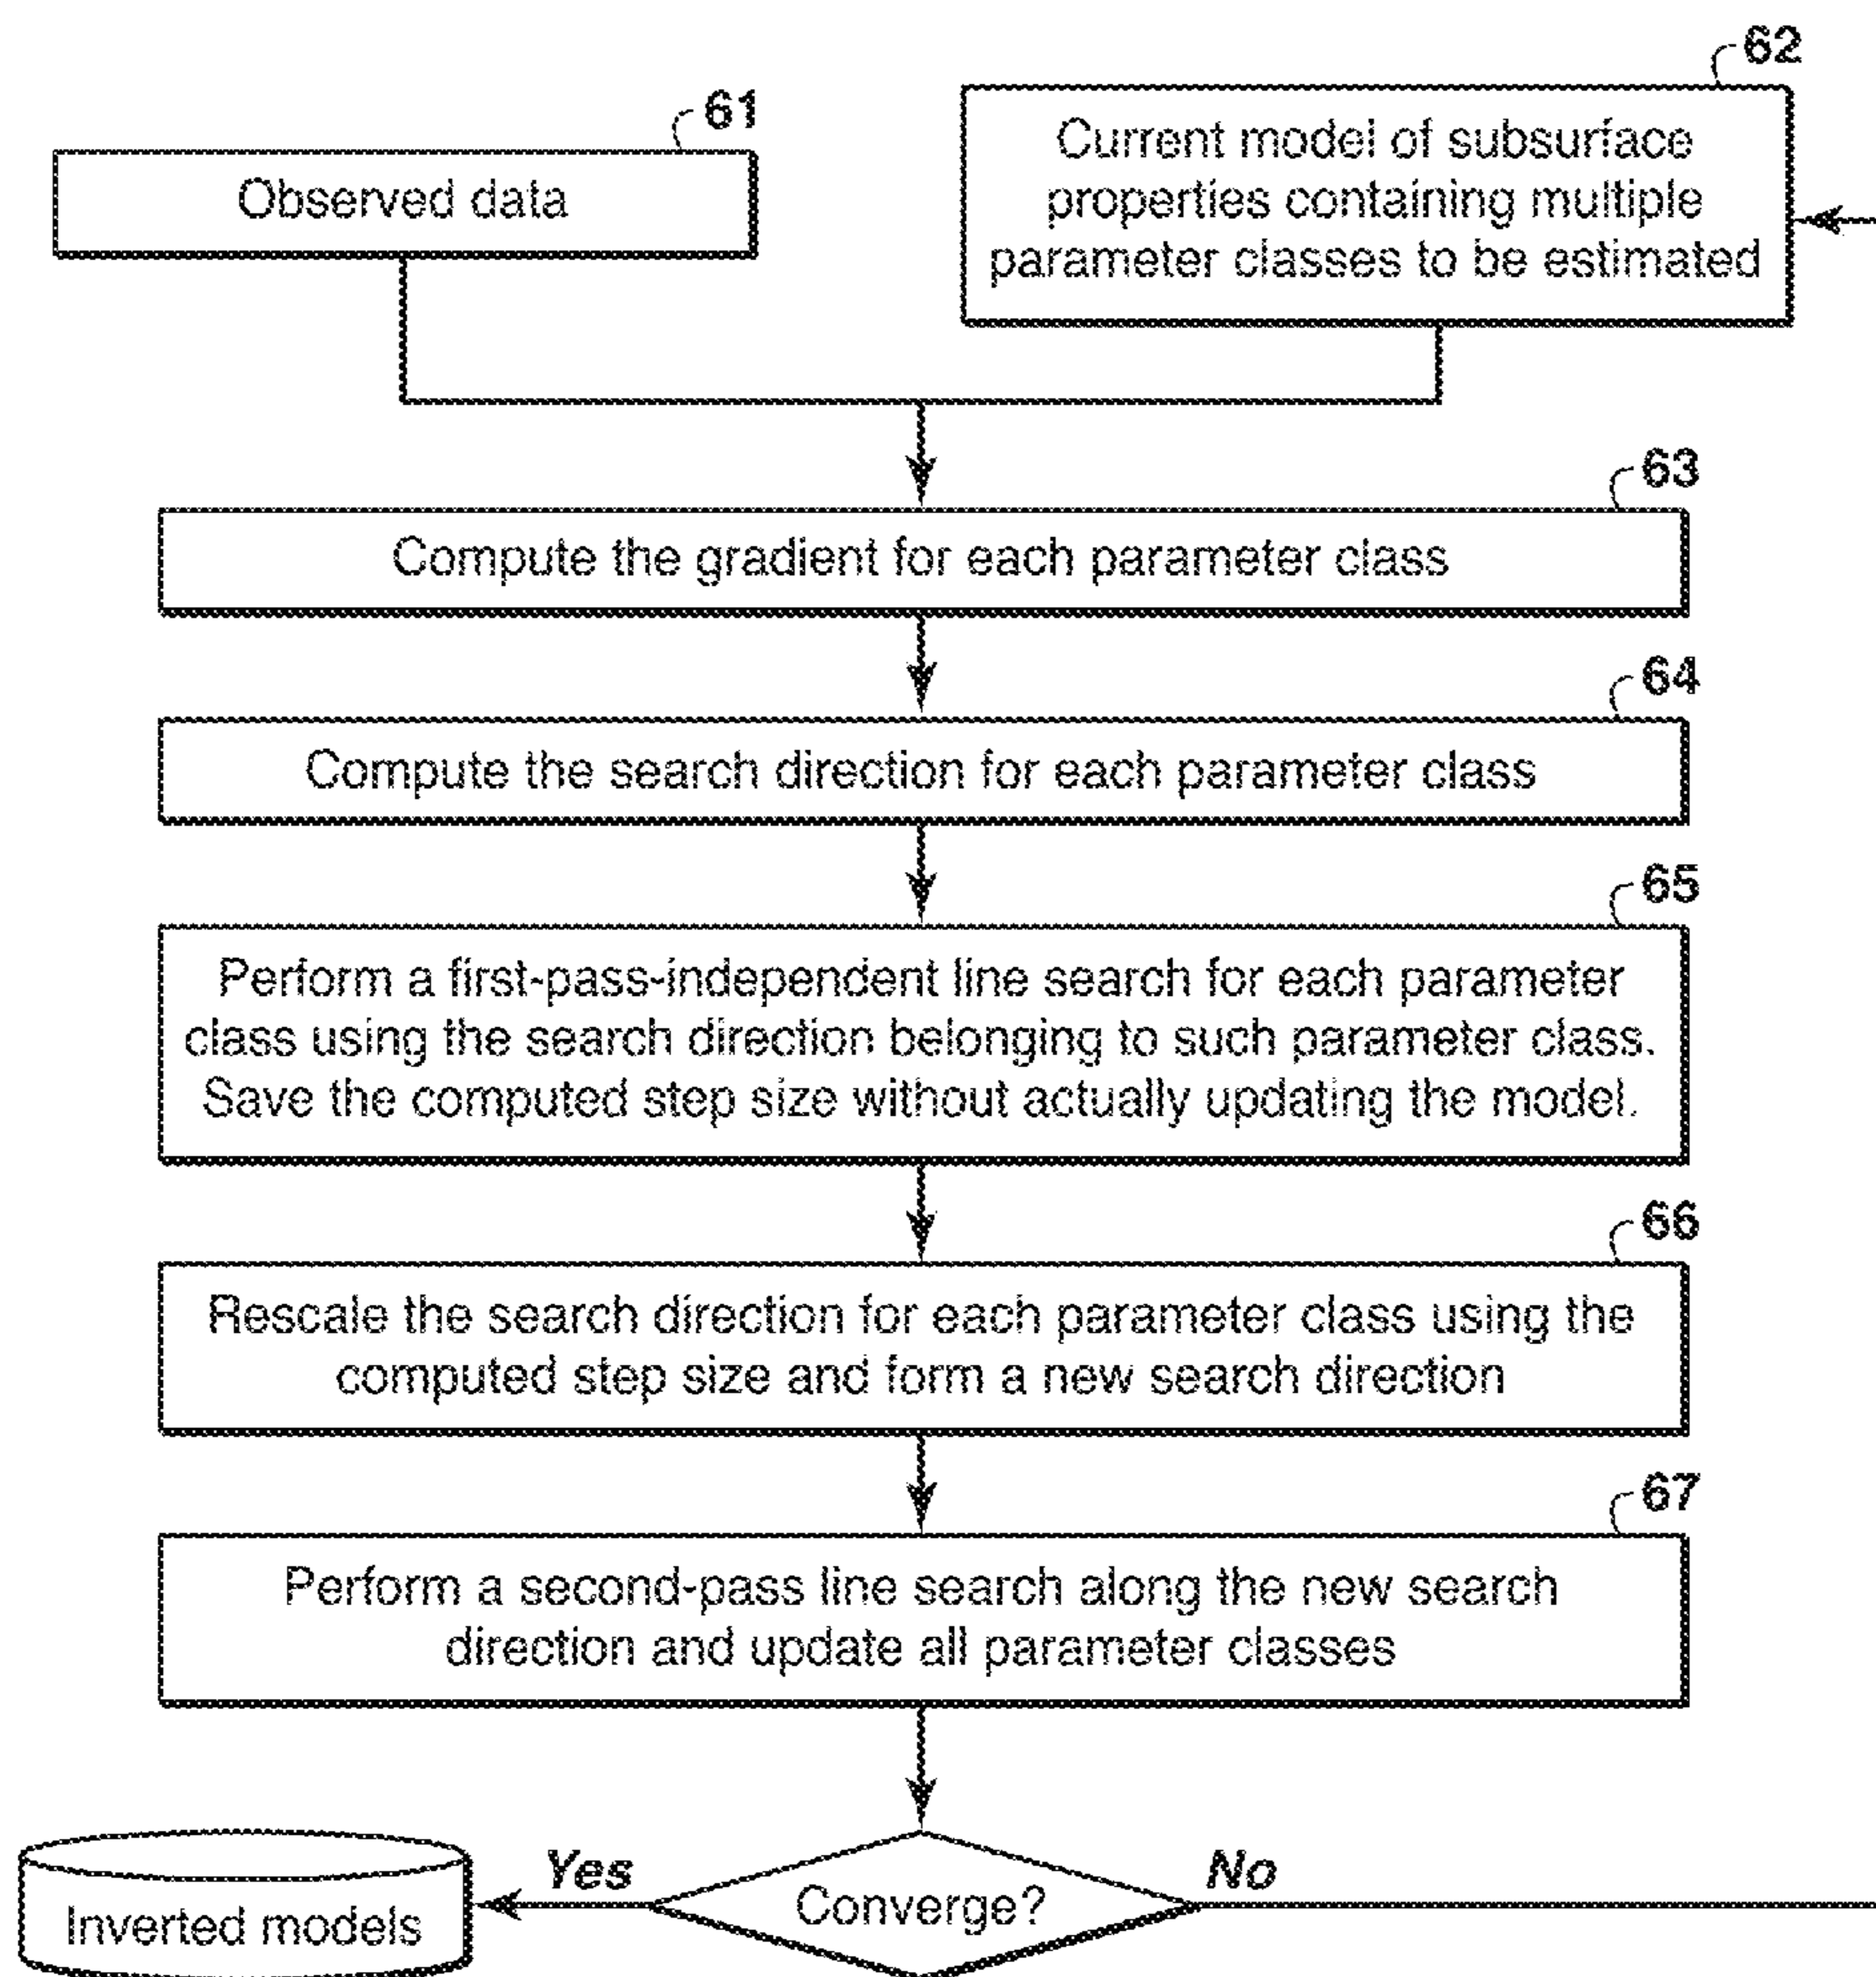 61
Observed data
62
Current model of subsurface
properties containing multiple
parameter classes to be estimated
63
Compute the gradient for each parameter class
64
Compute the search direction for each parameter class
65
Perform a first-pass-independent line search for each parameter
class using the search direction belonging to such parameter class.
Save the computed step size without actually updating the model.
66
Rescale the search direction for each parameter class using the
computed step size and form a new search direction
67
Perform a second-pass line search along the new search
direction and update all parameter classes
Converge?
Yes
No
Inverted models